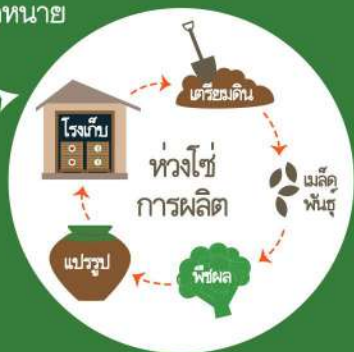 หน่าย
ห่วงโซ่
การผลิต
เตรียมดิน
เมล็ด
พันธุ์
พืชผล
แปรรูป
โรงเก็บ